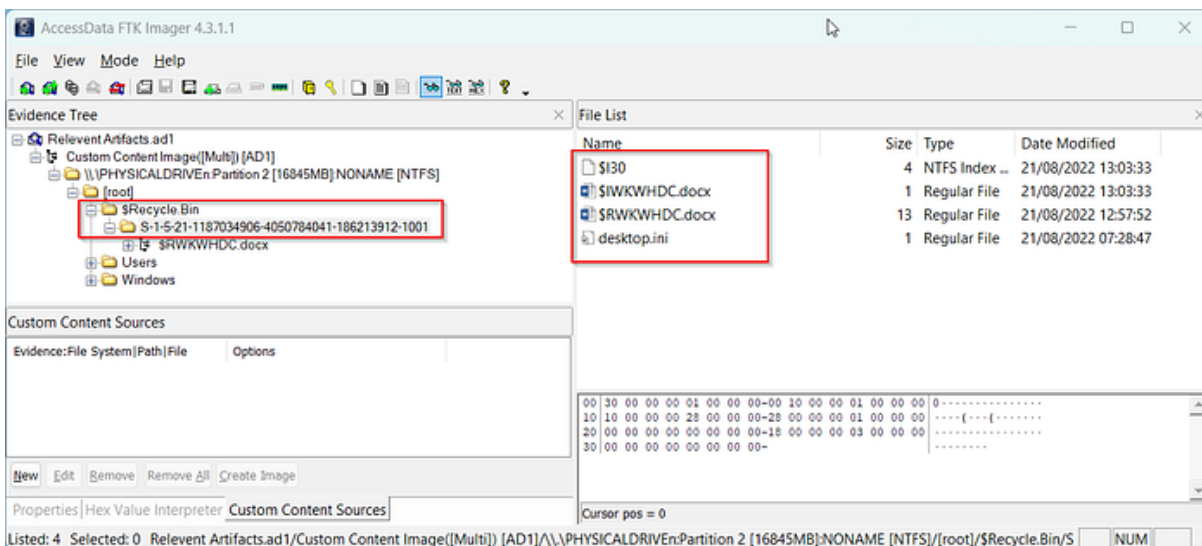 AccessData FTK Imager 4.3.1.1
File View Mode Help
Evidence Tree
Relevent Artifacts.ad1
Custom Content Image([Multi]) [AD1]
\\.\PHYSICALDRIVEn:Partition 2 [16845MB]:NONAME [NTFS]
[root]
$Recycle.Bin
S-1-5-21-1187034906-4050784041-186213912-1001
$RWKWHDC.docx
Users
Windows
Custom Content Sources
Evidence:File System|Path|File Options
New Edit Remove Remove All Create Image
Properties Hex Value Interpreter Custom Content Sources
File List
Name Size Type Date Modified
$I30 4 NTFS Index ... 21/08/2022 13:03:33
$IWKWHDC.docx 1 Regular File 21/08/2022 13:03:33
$RWKWHDC.docx 13 Regular File 21/08/2022 12:57:52
desktop.ini 1 Regular File 21/08/2022 07:28:47
00 30 00 00 00 01 00 00 00-00 10 00 00 01 00 00 00 0···············
10 10 00 00 00 28 00 00 00-28 00 00 00 01 00 00 00 ····(···(·······
20 00 00 00 00 00 00 00 00-18 00 00 00 03 00 00 00 ················
30 00 00 00 00 00 00 00 00- ········
Cursor pos = 0
Listed: 4 Selected: 0 Relevent Artifacts.ad1/Custom Content Image([Multi]) [AD1]/\\.\PHYSICALDRIVEn:Partition 2 [16845MB]:NONAME [NTFS]/[root]/$Recycle.Bin/S NUM